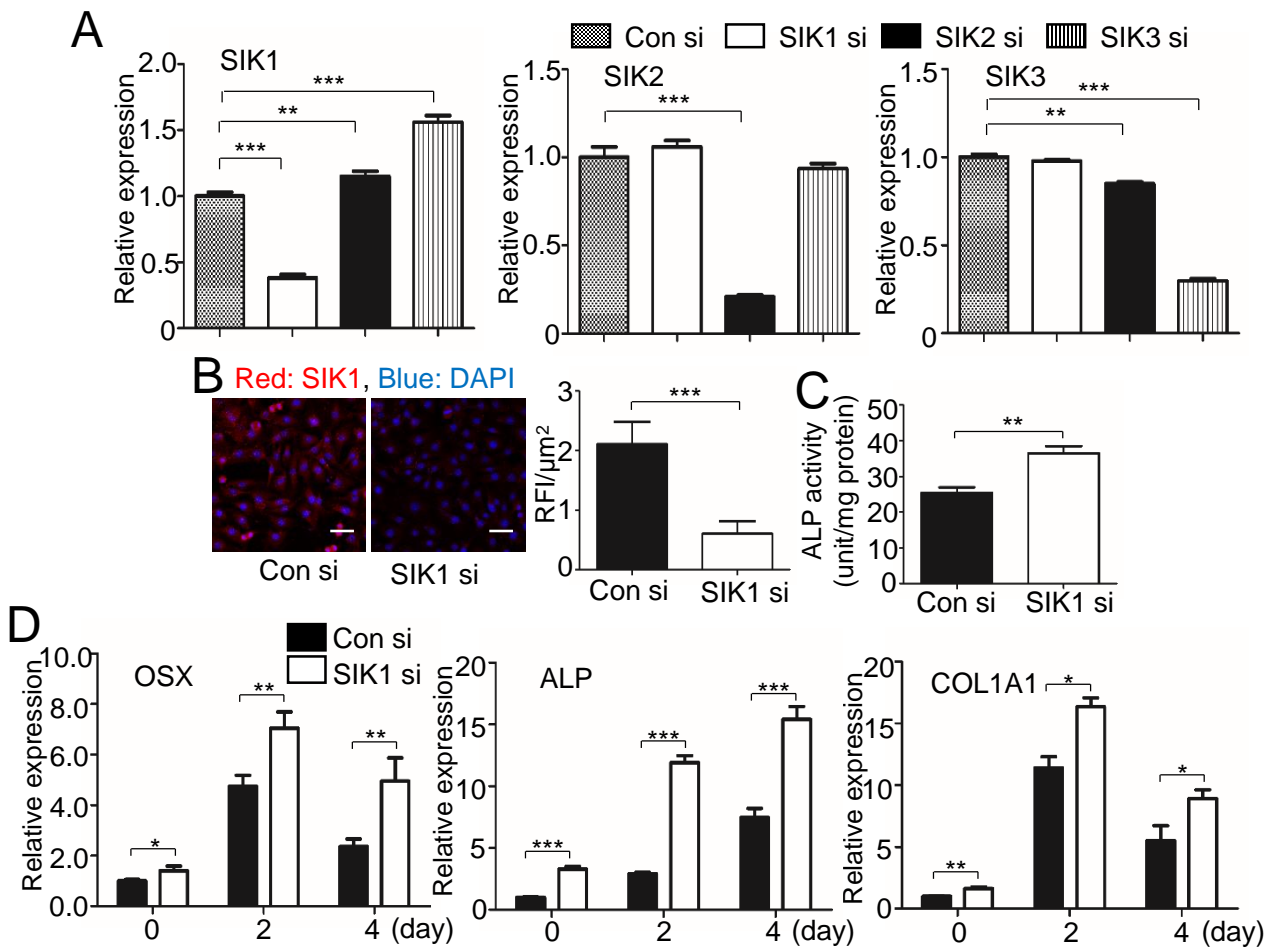 A
Con si SIK1 si SIK2 si SIK3 si
SIK1
Relative expression
2.0
1.5
1.0
0.5
0
***
**
***
SIK2
Relative expression
1.5
1.0
0.5
0
***
SIK3
Relative expression
1.5
1.0
0.5
0
***
**
B
Red: SIK1, Blue: DAPI
Con si
SIK1 si
RFI/µm²
3
2
1
0
***
Con si
SIK1 si
C
ALP activity
(unit/mg protein)
50
40
30
20
10
0
**
Con si
SIK1 si
D
Con si
SIK1 si
OSX
Relative expression
10.0
8.0
6.0
4.0
2.0
0.0
*
**
**
0 2 4 (day)
ALP
Relative expression
20
15
10
5
0
***
***
***
0 2 4 (day)
COL1A1
Relative expression
20
15
10
5
0
**
*
*
0 2 4 (day)